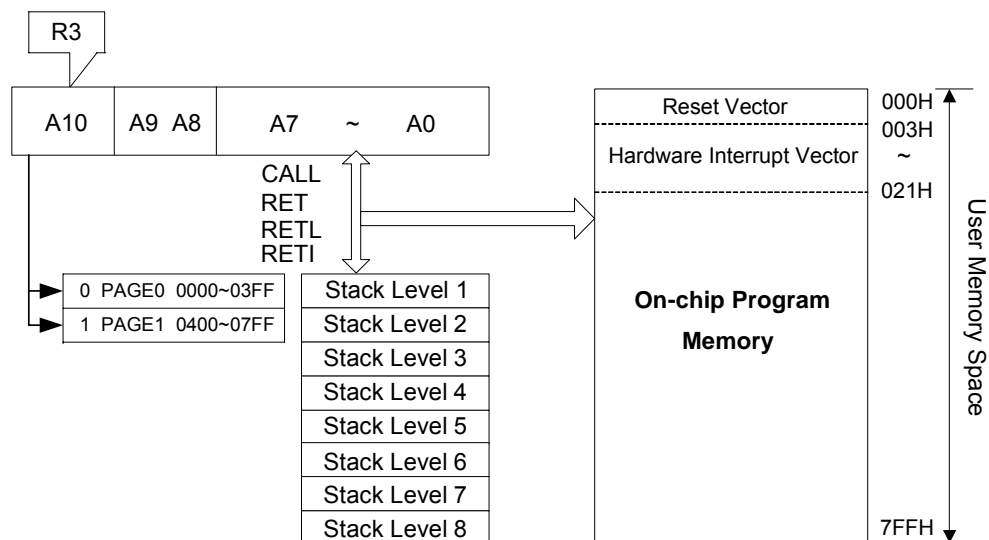 R3
A10 A9 A8 A7 ~ A0
CALL
RET
RETL
RETI
0 PAGE0 0000~03FF
1 PAGE1 0400~07FF
Stack Level 1
Stack Level 2
Stack Level 3
Stack Level 4
Stack Level 5
Stack Level 6
Stack Level 7
Stack Level 8
Reset Vector
Hardware Interrupt Vector
On-chip Program
Memory
000H
003H
~
021H
7FFH
User Memory Space